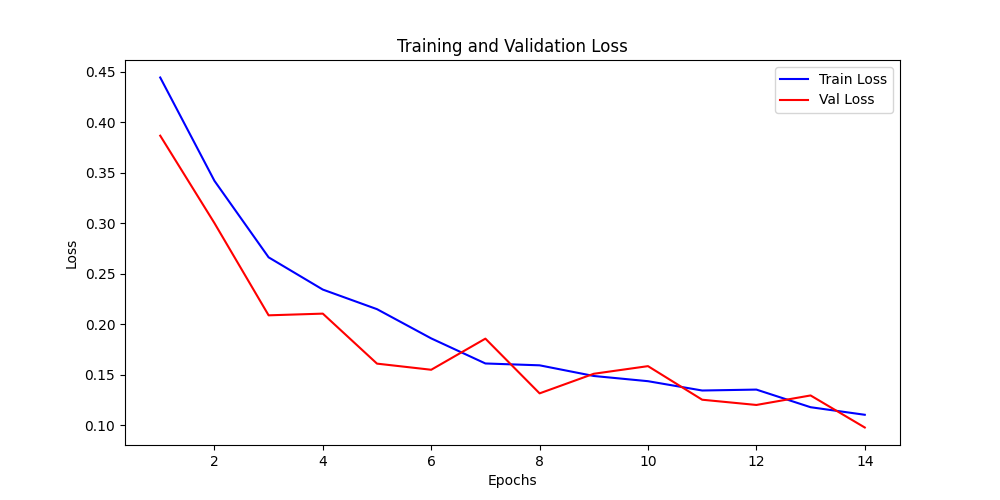 Training and Validation Loss
Train Loss
Val Loss
Loss
0.45
0.40
0.35
0.30
0.25
0.20
0.15
0.10
2 4 6 8 10 12 14
Epochs